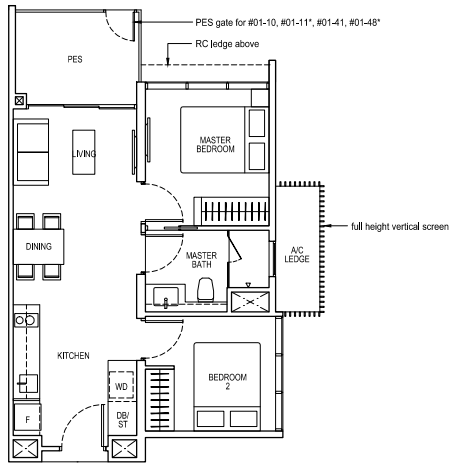 PES gate for #01-10, #01-11*, #01-41, #01-48*
RC ledge above
PES
LIVING
MASTER
BEDROOM
full height vertical screen
DINING
MASTER
BATH
A/C
LEDGE
KITCHEN
WD
BEDROOM
2
F
DB/
ST